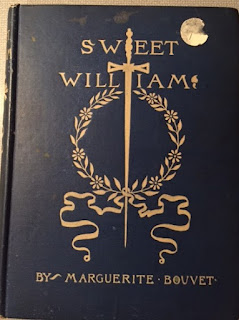 SWEET
WILLIAM
BY MARGUERITE · BOUVET ·